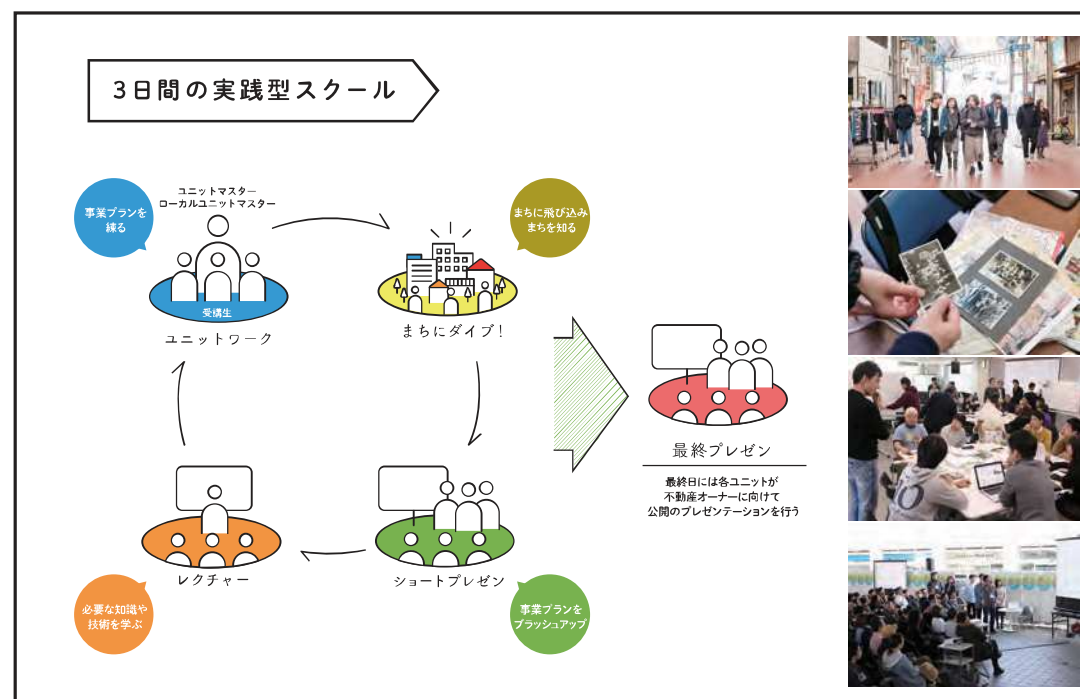 3日間の実践型スクール
事業プランを
練る
ユニットマスター
ローカルユニットマスター
受講生
ユニットワーク
まちに飛び込み
まちを知る
まちにダイブ！
レクチャー
必要な知識や
技術を学ぶ
ショートプレゼン
事業プランを
ブラッシュアップ
最終プレゼン
最終日には各ユニットが
不動産オーナーに向けて
公開のプレゼンテーションを行う